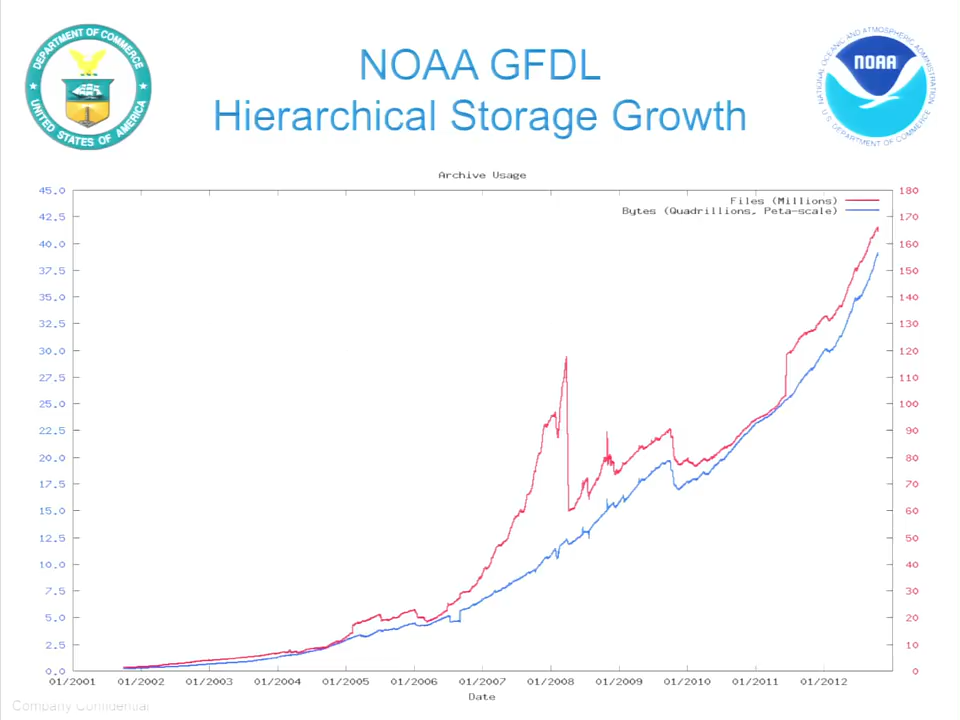 DEPARTMENT OF COMMERCE
UNITED STATES OF AMERICA
NOAA GFDL
Hierarchical Storage Growth
NATIONAL OCEANIC AND ATMOSPHERIC ADMINISTRATION
U.S. DEPARTMENT OF COMMERCE
NOAA
Archive Usage
Files (Millions)
Bytes (Quadrillions, Peta-scale)
45.0 180
42.5 170
40.0 160
37.5 150
35.0 140
32.5 130
30.0 120
27.5 110
25.0 100
22.5 90
20.0 80
17.5 70
15.0 60
12.5 50
10.0 40
7.5 30
5.0 20
2.5 10
0.0 0
01/2001 01/2002 01/2003 01/2004 01/2005 01/2006 01/2007 01/2008 01/2009 01/2010 01/2011 01/2012
Date
Company Confidential